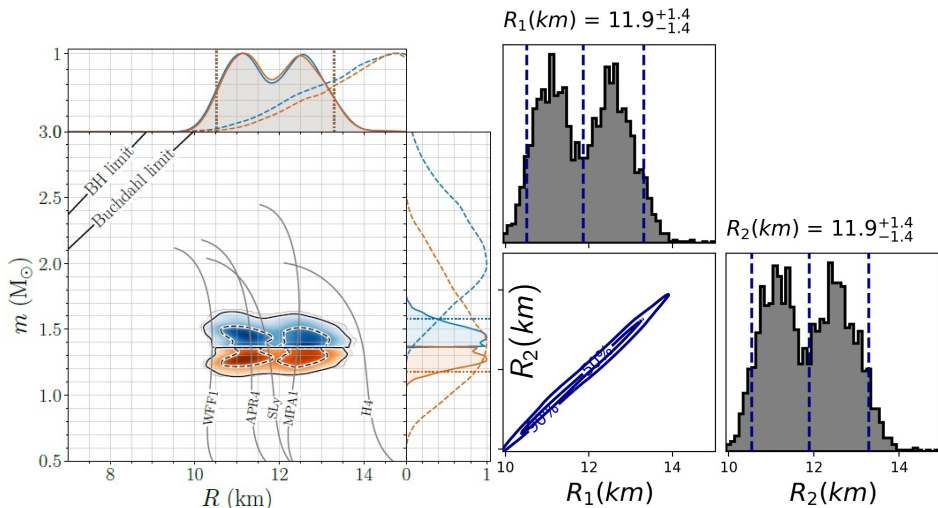 R₁(km) = 11.9⁺¹·⁴₋₁.₄
1
3.0
BH limit
Buchdahl limit
2.5
R₂(km) = 11.9⁺¹·⁴₋₁.₄
2.0
m (M⊙)
1.5
R₂(km)
50%
90%
1.0
WFF1
APR4
SLy
MPA1
H4
0.5
8 10 12 14 0 1
10 12 14
10 12 14
R (km)
R₁(km)
R₂(km)